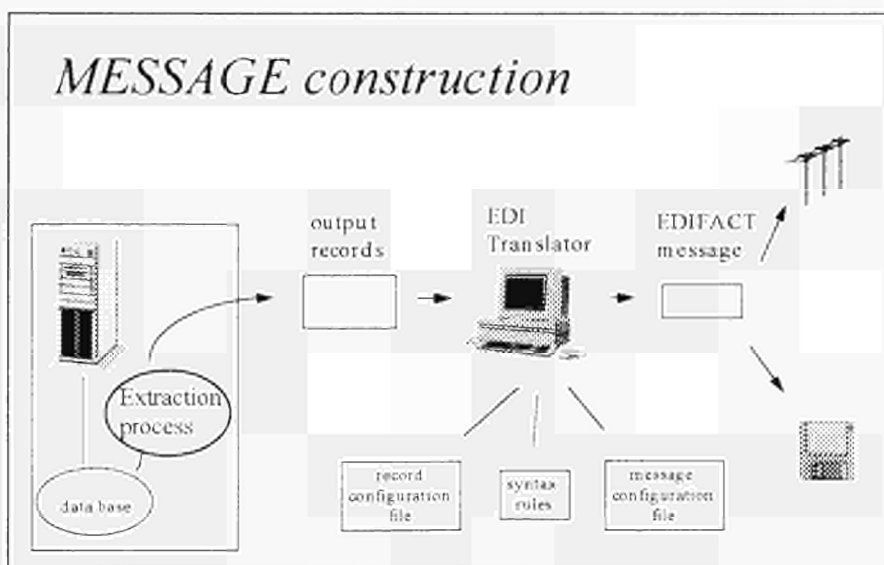 MESSAGE construction
output
records
EDI
Translator
EDIFACT
message
Extraction
process
data base
record
configuration
file
syntax
rules
message
configuration
file